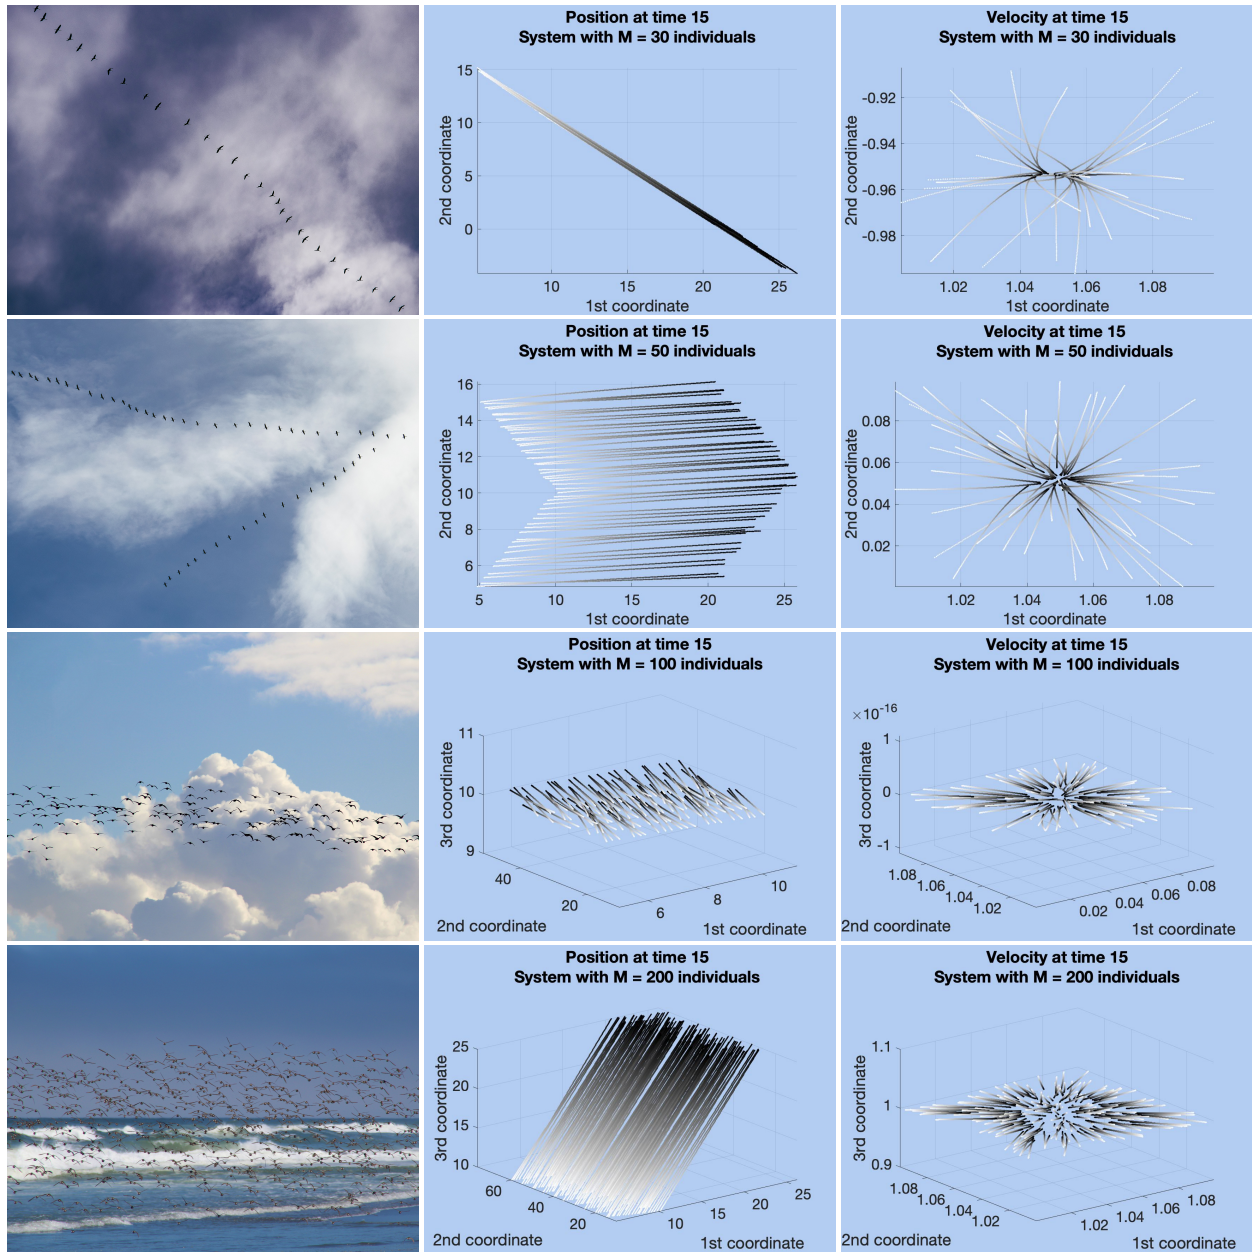 Position at time 15
System with M = 30 individuals
15
10
5
0
2nd coordinate
10
15
20
25
1st coordinate
Velocity at time 15
System with M = 30 individuals
-0.92
-0.94
-0.96
-0.98
2nd coordinate
1.02
1.04
1.06
1.08
1st coordinate
Position at time 15
System with M = 50 individuals
16
14
12
10
8
6
2nd coordinate
5
10
15
20
25
1st coordinate
Velocity at time 15
System with M = 50 individuals
0.08
0.06
0.04
0.02
2nd coordinate
1.02
1.04
1.06
1.08
1st coordinate
Position at time 15
System with M = 100 individuals
11
10
9
3rd coordinate
40
20
2nd coordinate
6
8
10
1st coordinate
Velocity at time 15
System with M = 100 individuals
×10-16
1
0
-1
3rd coordinate
1.08
1.06
1.04
1.02
2nd coordinate
0.02
0.04
0.06
0.08
1st coordinate
Position at time 15
System with M = 200 individuals
25
20
15
10
3rd coordinate
60
40
20
2nd coordinate
10
15
20
25
1st coordinate
Velocity at time 15
System with M = 200 individuals
1.1
1
0.9
3rd coordinate
1.08
1.06
1.04
1.02
2nd coordinate
1.02
1.04
1.06
1.08
1st coordinate